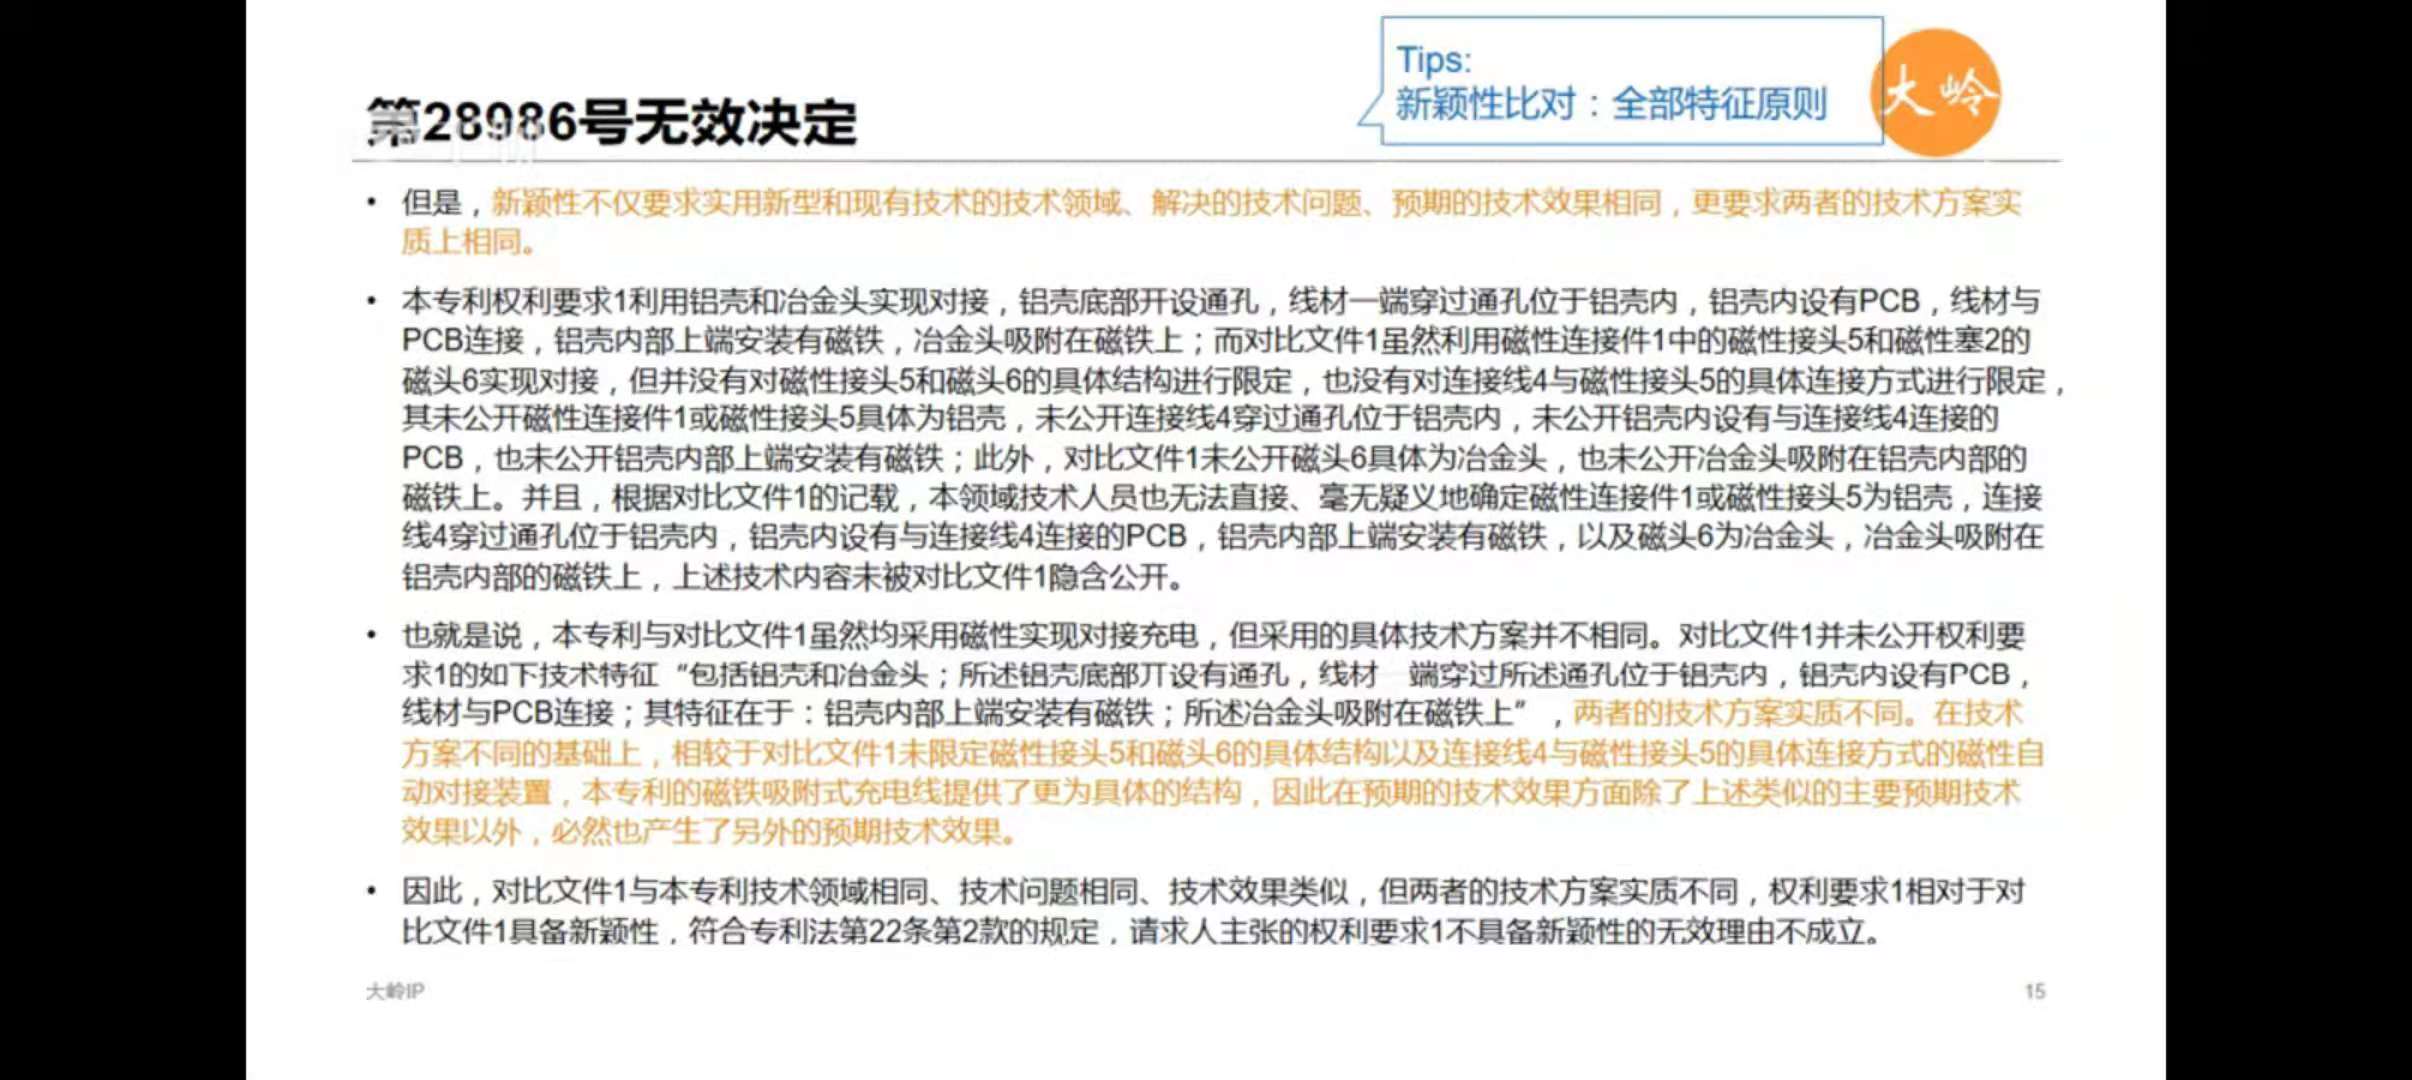 Tips:
新颖性比对：全部特征原则
大岭
第28986号无效决定
• 但是，新颖性不仅要求实用新型和现有技术的技术领域、解决的技术问题、预期的技术效果相同，更要求两者的技术方案实
质上相同。
• 本专利权利要求1利用铝壳和冶金头实现对接，铝壳底部开设通孔，线材一端穿过通孔位于铝壳内，铝壳内设有PCB，线材与
PCB连接，铝壳内部上端安装有磁铁，冶金头吸附在磁铁上；而对比文件1虽然利用磁性连接件1中的磁性接头5和磁性塞2的
磁头6实现对接，但并没有对磁性接头5和磁头6的具体结构进行限定，也没有对连接线4与磁性接头5的具体连接方式进行限定，
其未公开磁性连接件1或磁性接头5具体为铝壳，未公开连接线4穿过通孔位于铝壳内，未公开铝壳内设有与连接线4连接的
PCB，也未公开铝壳内部上端安装有磁铁；此外，对比文件1未公开磁头6具体为冶金头，也未公开冶金头吸附在铝壳内部的
磁铁上。并且，根据对比文件1的记载，本领域技术人员也无法直接、毫无疑义地确定磁性连接件1或磁性接头5为铝壳，连接
线4穿过通孔位于铝壳内，铝壳内设有与连接线4连接的PCB，铝壳内部上端安装有磁铁，以及磁头6为冶金头，冶金头吸附在
铝壳内部的磁铁上，上述技术内容未被对比文件1隐含公开。
• 也就是说，本专利与对比文件1虽然均采用磁性实现对接充电，但采用的具体技术方案并不相同。对比文件1并未公开权利要
求1的如下技术特征“包括铝壳和冶金头；所述铝壳底部开设有通孔，线材一端穿过所述通孔位于铝壳内，铝壳内设有PCB，
线材与PCB连接；其特征在于：铝壳内部上端安装有磁铁；所述冶金头吸附在磁铁上”，两者的技术方案实质不同。在技术
方案不同的基础上，相较于对比文件1未限定磁性接头5和磁头6的具体结构以及连接线4与磁性接头5的具体连接方式的磁性自
动对接装置，本专利的磁铁吸附式充电线提供了更为具体的结构，因此在预期的技术效果方面除了上述类似的主要预期技术
效果以外，必然也产生了另外的预期技术效果。
• 因此，对比文件1与本专利技术领域相同、技术问题相同、技术效果类似，但两者的技术方案实质不同，权利要求1相对于对
比文件1具备新颖性，符合专利法第22条第2款的规定，请求人主张的权利要求1不具备新颖性的无效理由不成立。
大岭IP
15